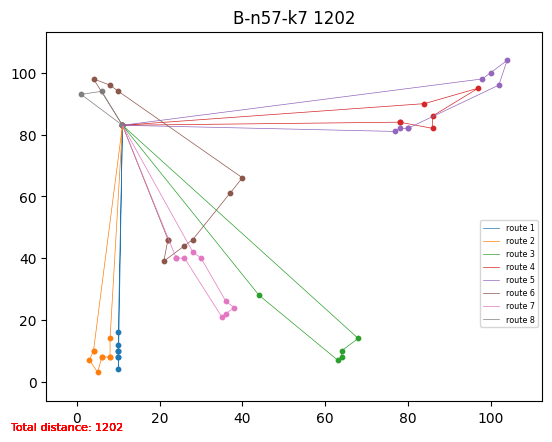 B-n57-k7 1202
100
80
60
40
20
0
route 1
route 2
route 3
route 4
route 5
route 6
route 7
route 8
0
20
40
60
80
100
Total distance: 1202